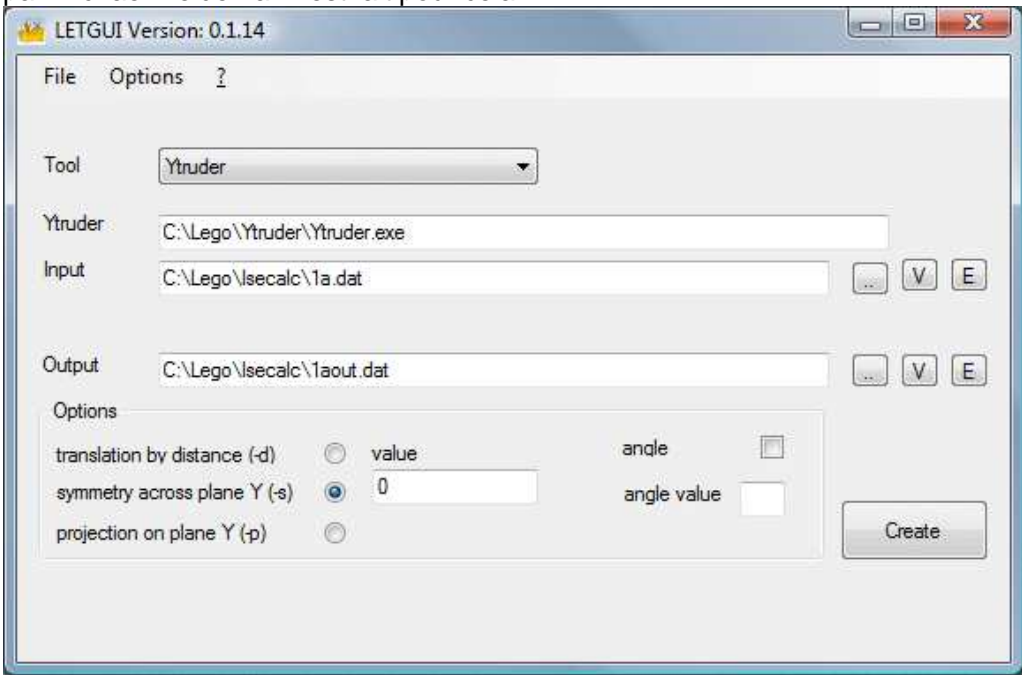 LETGUI Version: 0.1.14
File Options ?
Tool Ytruder
Ytruder C:\Lego\Ytruder\Ytruder.exe
Input C:\Lego\lsecalc\1a.dat .. V E
Output C:\Lego\lsecalc\1aout.dat .. V E
Options
translation by distance (-d) value angle
symmetry across plane Y (-s) 0 angle value
projection on plane Y (-p)
Create